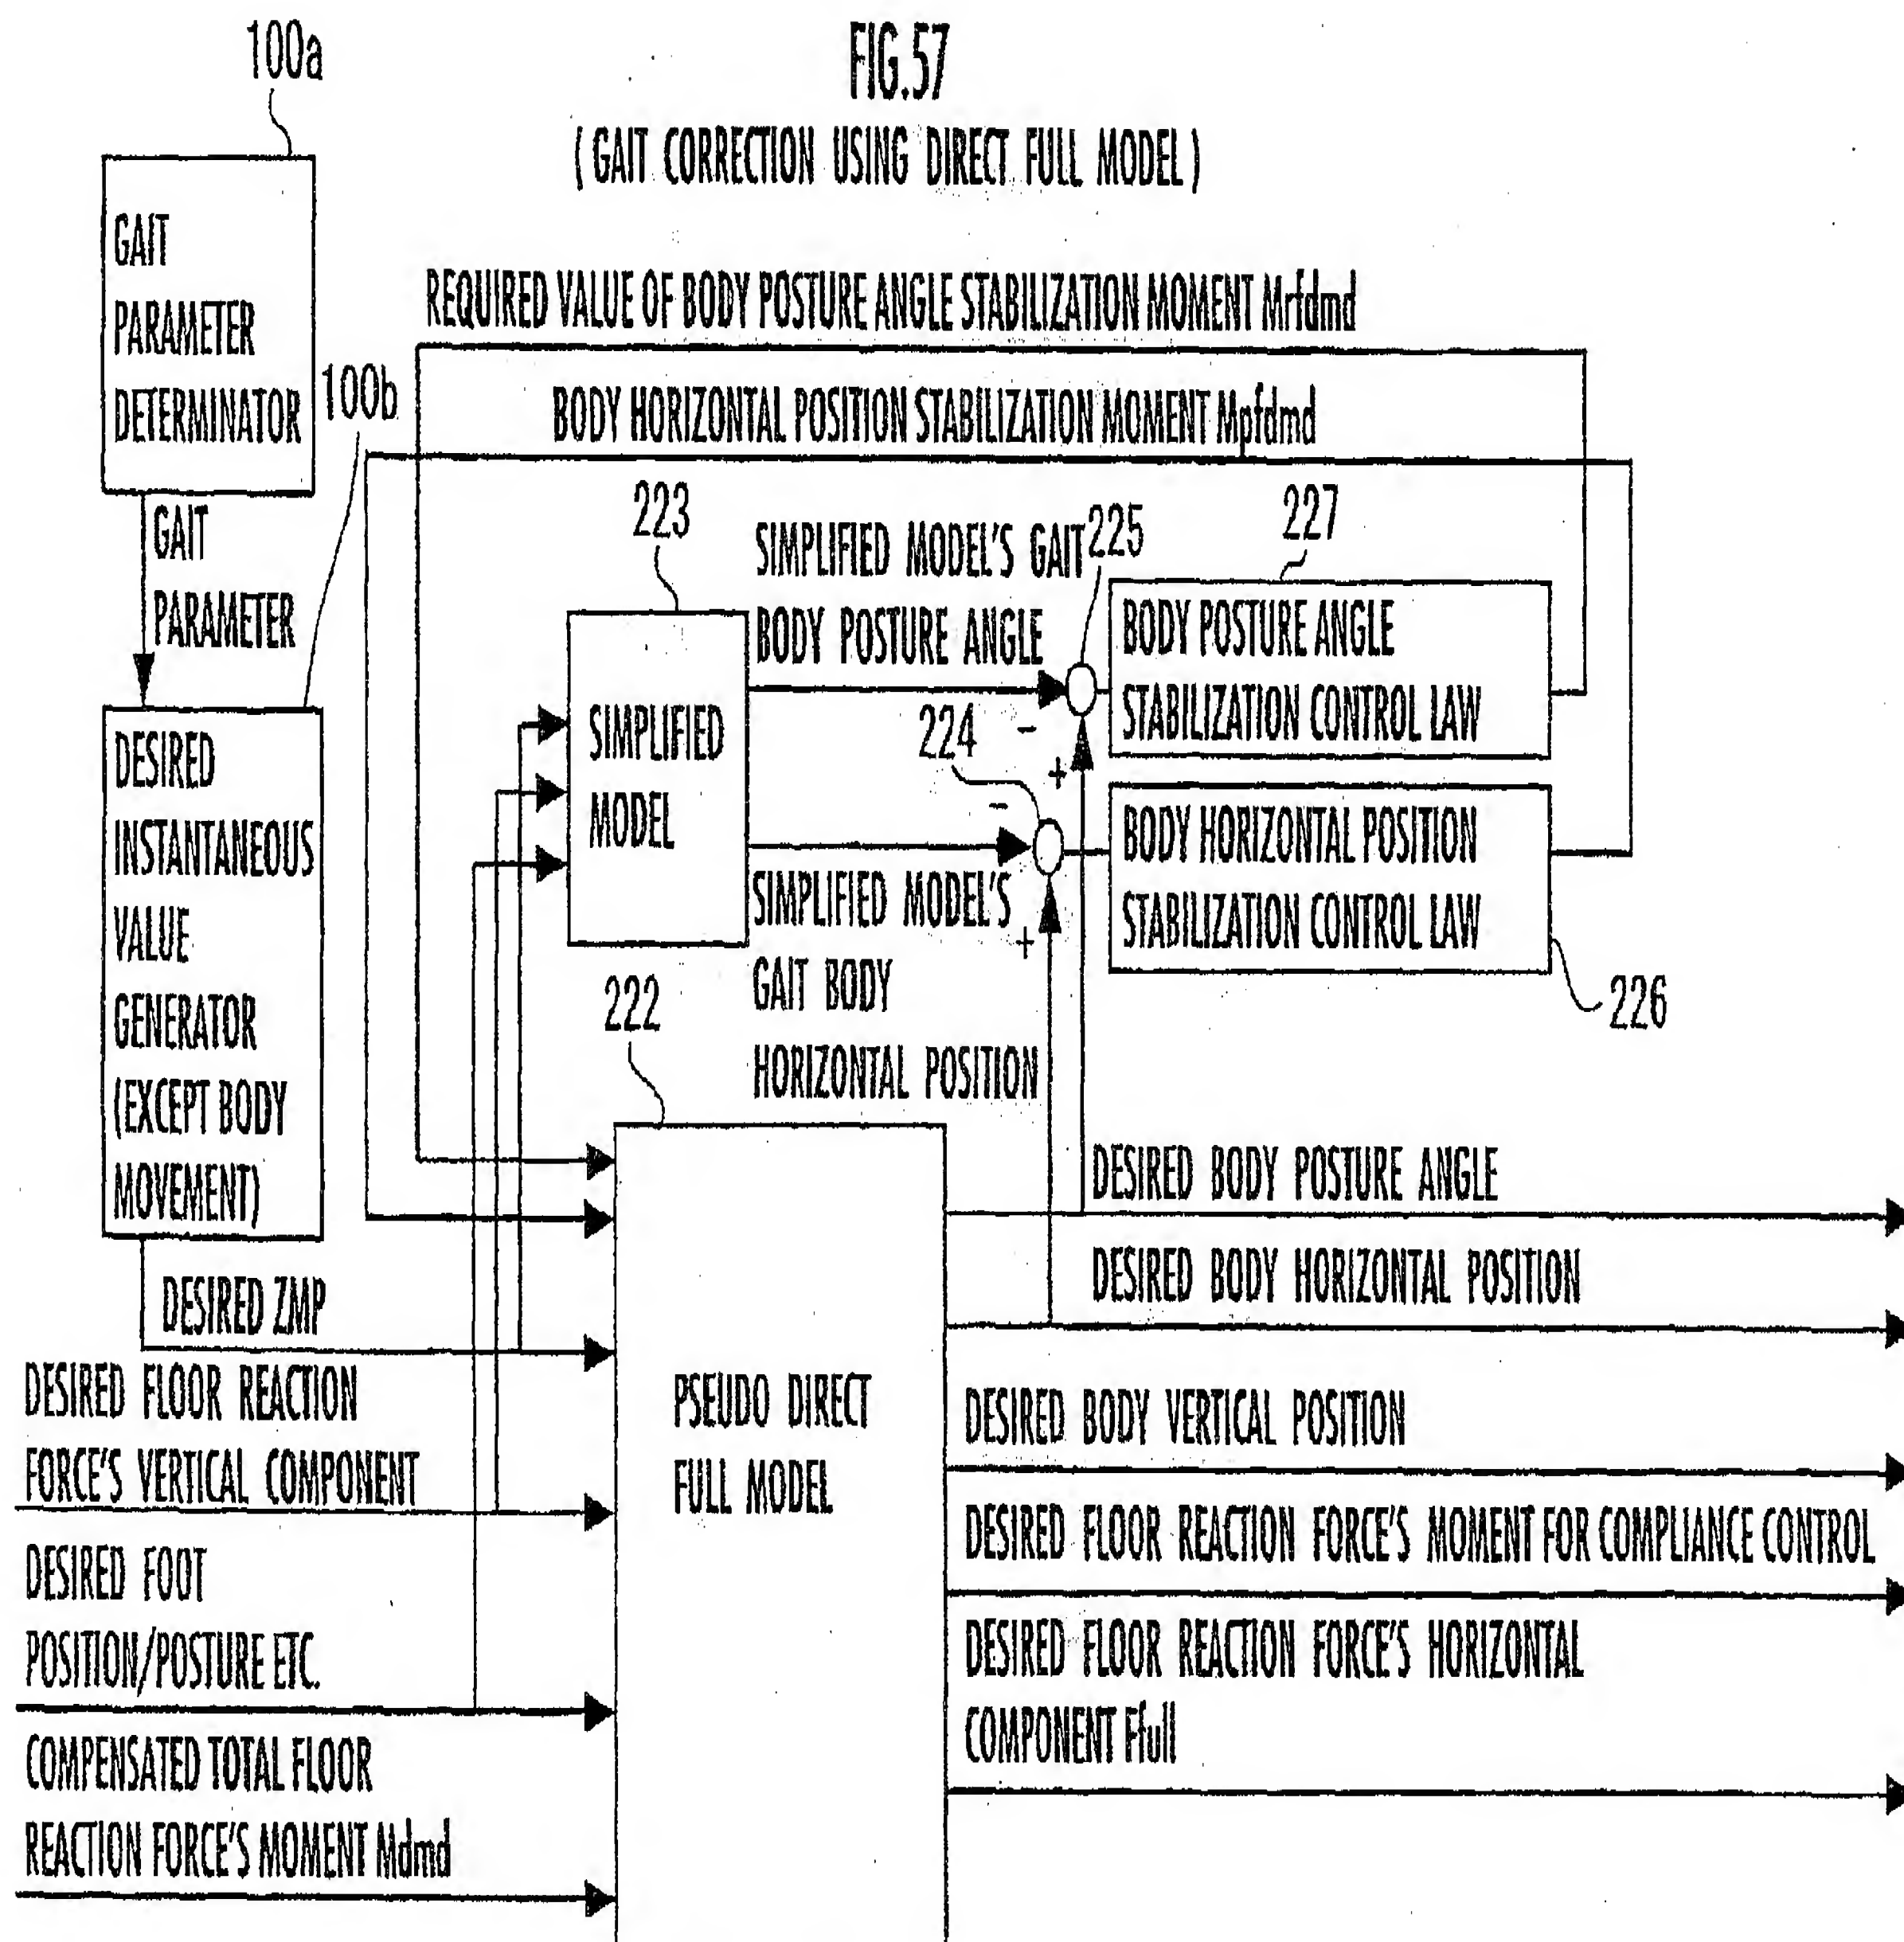 FIG.57
(GAIT CORRECTION USING DIRECT FULL MODEL)
100a
GAIT
PARAMETER
DETERMINATOR
100b
GAIT
PARAMETER
DESIRED
INSTANTANEOUS
VALUE
GENERATOR
(EXCEPT BODY
MOVEMENT)
REQUIRED VALUE OF BODY POSTURE ANGLE STABILIZATION MOMENT Mrfdmd
BODY HORIZONTAL POSITION STABILIZATION MOMENT Mpfdmd
223
SIMPLIFIED
MODEL
SIMPLIFIED MODEL'S GAIT
BODY POSTURE ANGLE
225
-
+
227
BODY POSTURE ANGLE
STABILIZATION CONTROL LAW
224
-
+
BODY HORIZONTAL POSITION
STABILIZATION CONTROL LAW
226
SIMPLIFIED MODEL'S
GAIT BODY
HORIZONTAL POSITION
222
PSEUDO DIRECT
FULL MODEL
DESIRED ZMP
DESIRED FLOOR REACTION
FORCE'S VERTICAL COMPONENT
DESIRED FOOT
POSITION/POSTURE ETC.
COMPENSATED TOTAL FLOOR
REACTION FORCE'S MOMENT Mdmd
DESIRED BODY POSTURE ANGLE
DESIRED BODY HORIZONTAL POSITION
DESIRED BODY VERTICAL POSITION
DESIRED FLOOR REACTION FORCE'S MOMENT FOR COMPLIANCE CONTROL
DESIRED FLOOR REACTION FORCE'S HORIZONTAL
COMPONENT Ffull